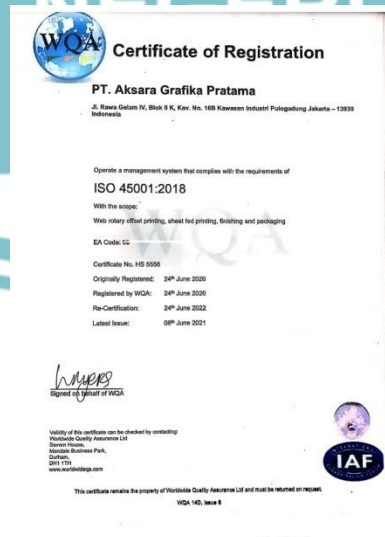 WQA
Certificate of Registration
PT. Aksara Grafika Pratama
Jl. Rawa Gelam IV, Blok II K, Kav. No. 16B Kawasan Industri Pulogadung Jakarta – 13930
Indonesia
Operate a management system that complies with the requirements of
ISO 45001:2018
With the scope;
Web rotary offset printing, sheet fed printing, finishing and packaging
WQA
EA Code:
Certificate No. HS 5556
Originally Registered: 24th June 2020
Registered by WQA: 24th June 2020
Re-Certification: 24th June 2022
Latest Issue: 08th June 2021
Signed on behalf of WQA
Validity of this certificate can be checked by contacting:
Worldwide Quality Assurance Ltd
Severn House,
Mandale Business Park,
Durham,
DH1 1TH
www.worldwidewqa.com
IAF
This certificate remains the property of Worldwide Quality Assurance Ltd and must be returned on request.
WQA 14D, Issue 8